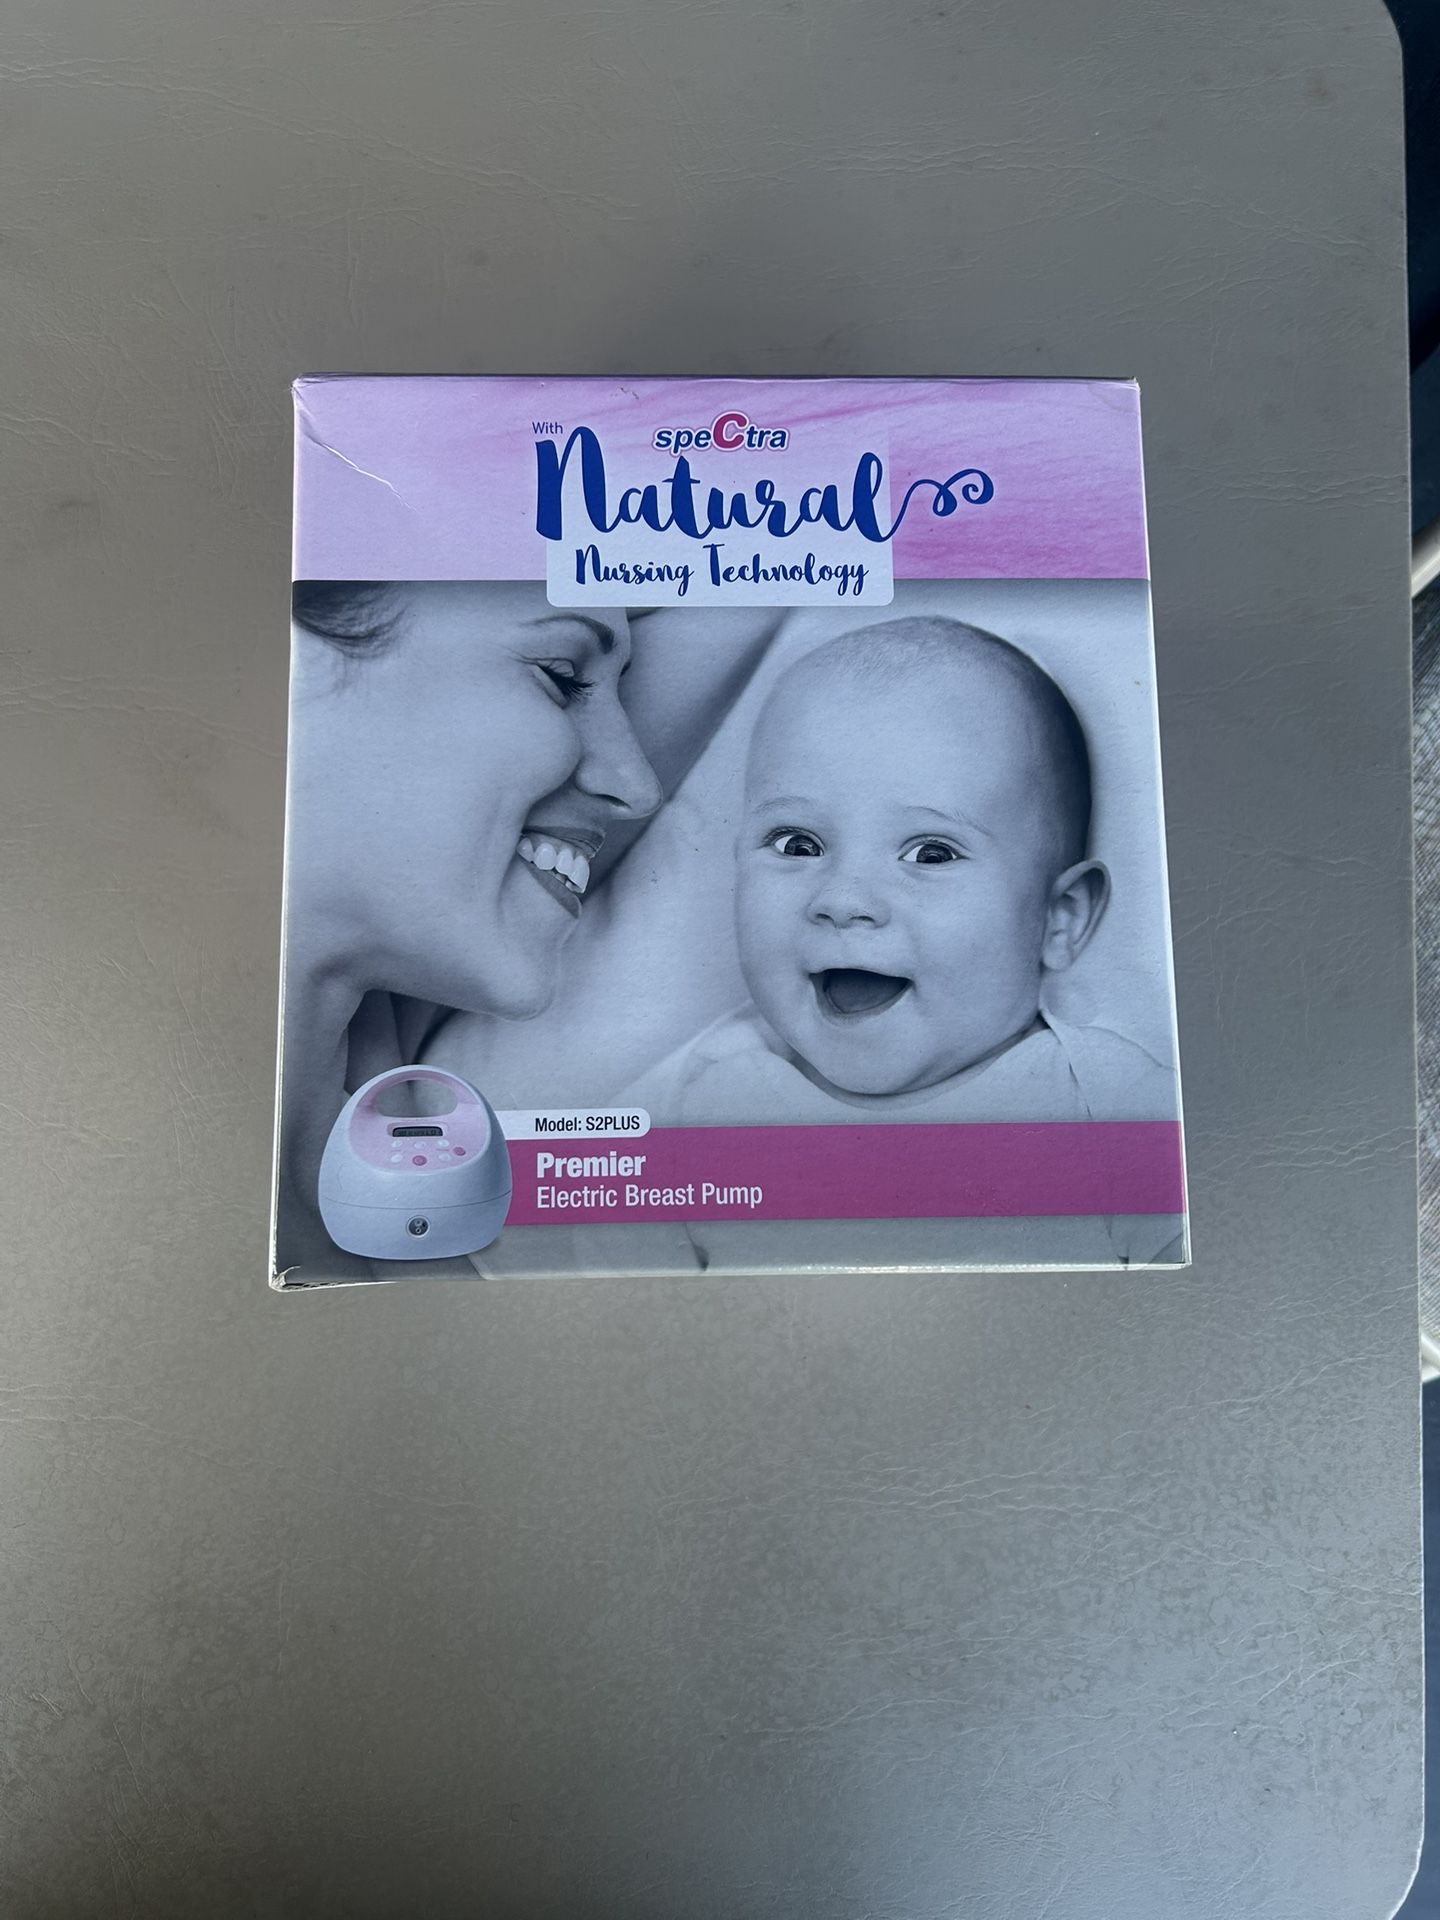 With
speCtra
Natural
Nursing Technology
Model: S2PLUS
Premier
Electric Breast Pump